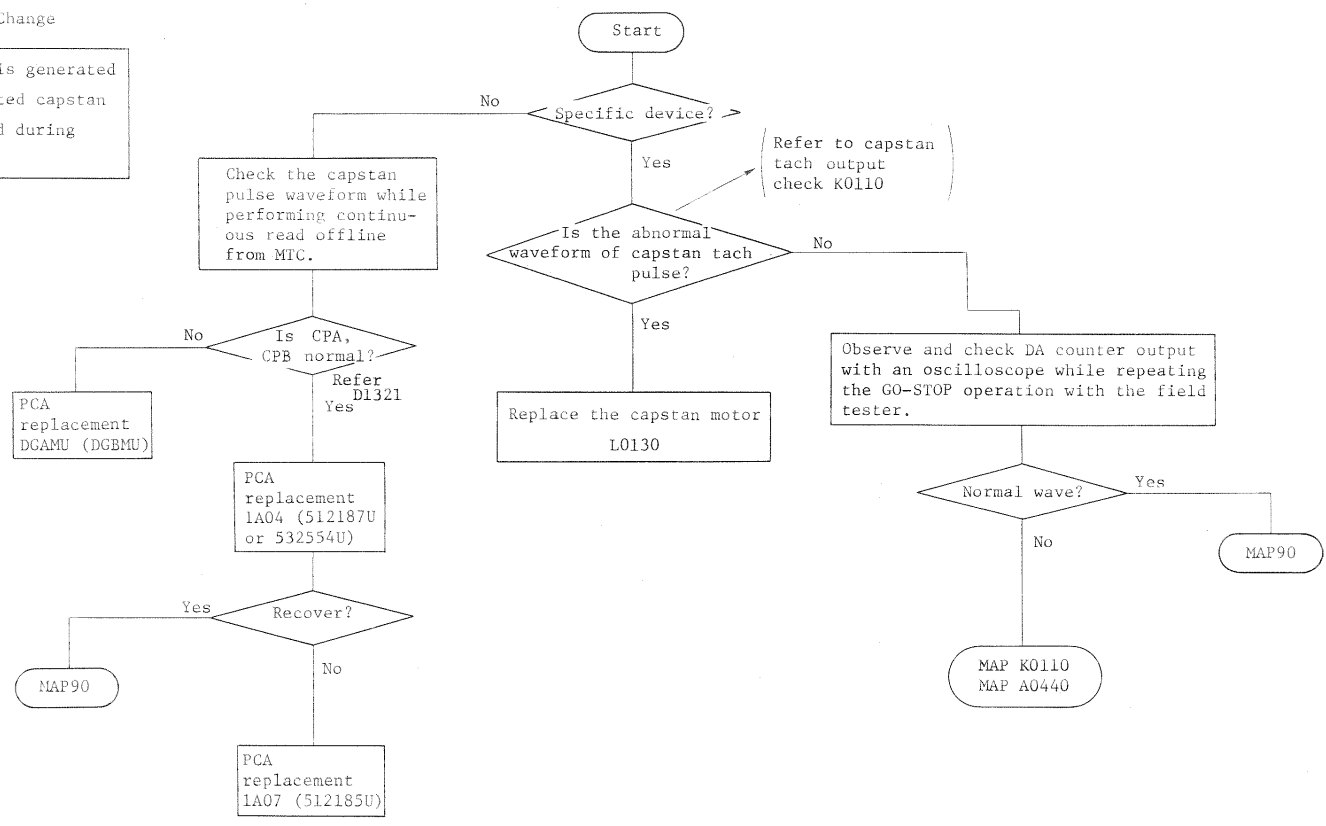 Change
is generated
ted capstan
d during
Start
Specific device?
No
Yes
Refer to capstan
tach output
check K0110
Check the capstan
pulse waveform while
performing continu-
ous read offline
from MTC.
Is the abnormal
waveform of capstan tach
pulse?
No
Yes
Is CPA,
CPB normal?
No
Refer
D1321
Yes
PCA
replacement
DGAMU (DGBMU)
Replace the capstan motor
L0130
Observe and check DA counter output
with an oscilloscope while repeating
the GO-STOP operation with the field
tester.
PCA
replacement
1A04 (512187U
or 532554U)
Normal wave?
Yes
No
MAP90
Recover?
Yes
No
MAP90
MAP K0110
MAP A0440
PCA
replacement
1A07 (512185U)